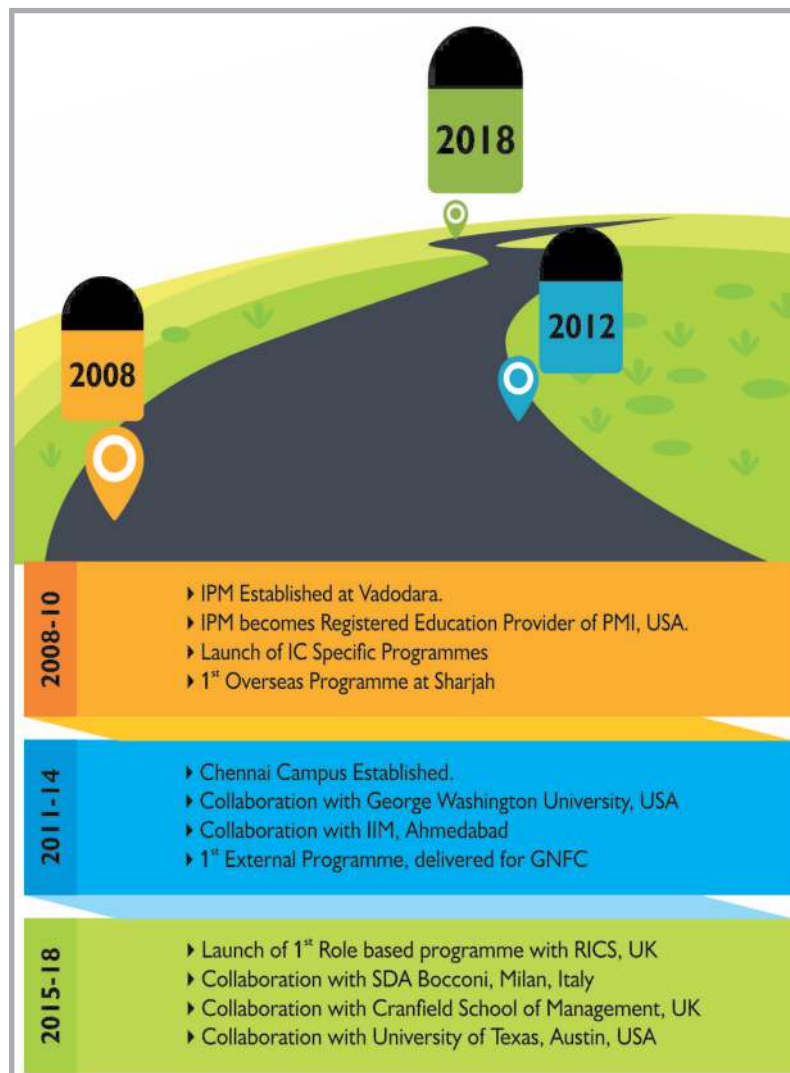 2018
2012
2008
2008-10
IPM Established at Vadodara.
IPM becomes Registered Education Provider of PMI, USA.
Launch of IC Specific Programmes
1st Overseas Programme at Sharjah
2011-14
Chennai Campus Established.
Collaboration with George Washington University, USA
Collaboration with IIM, Ahmedabad
1st External Programme, delivered for GNFC
2015-18
Launch of 1st Role based programme with RICS, UK
Collaboration with SDA Bocconi, Milan, Italy
Collaboration with Cranfield School of Management, UK
Collaboration with University of Texas, Austin, USA